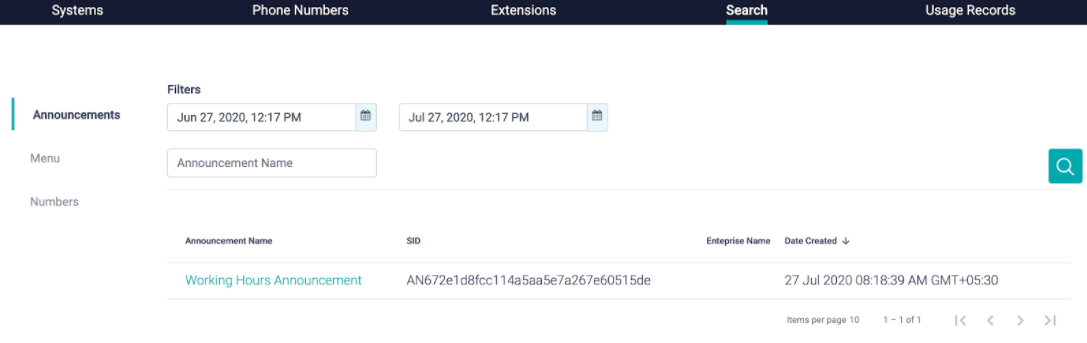 Systems Phone Numbers Extensions Search Usage Records
Filters
Announcements
Jun 27, 2020, 12:17 PM Jul 27, 2020, 12:17 PM
Menu
Announcement Name
Numbers
Announcement Name SID Enteprise Name Date Created
Working Hours Announcement AN672e1d8fcc114a5aa5e7a267e60515de 27 Jul 2020 08:18:39 AM GMT+05:30
Items per page 10 1 – 1 of 1